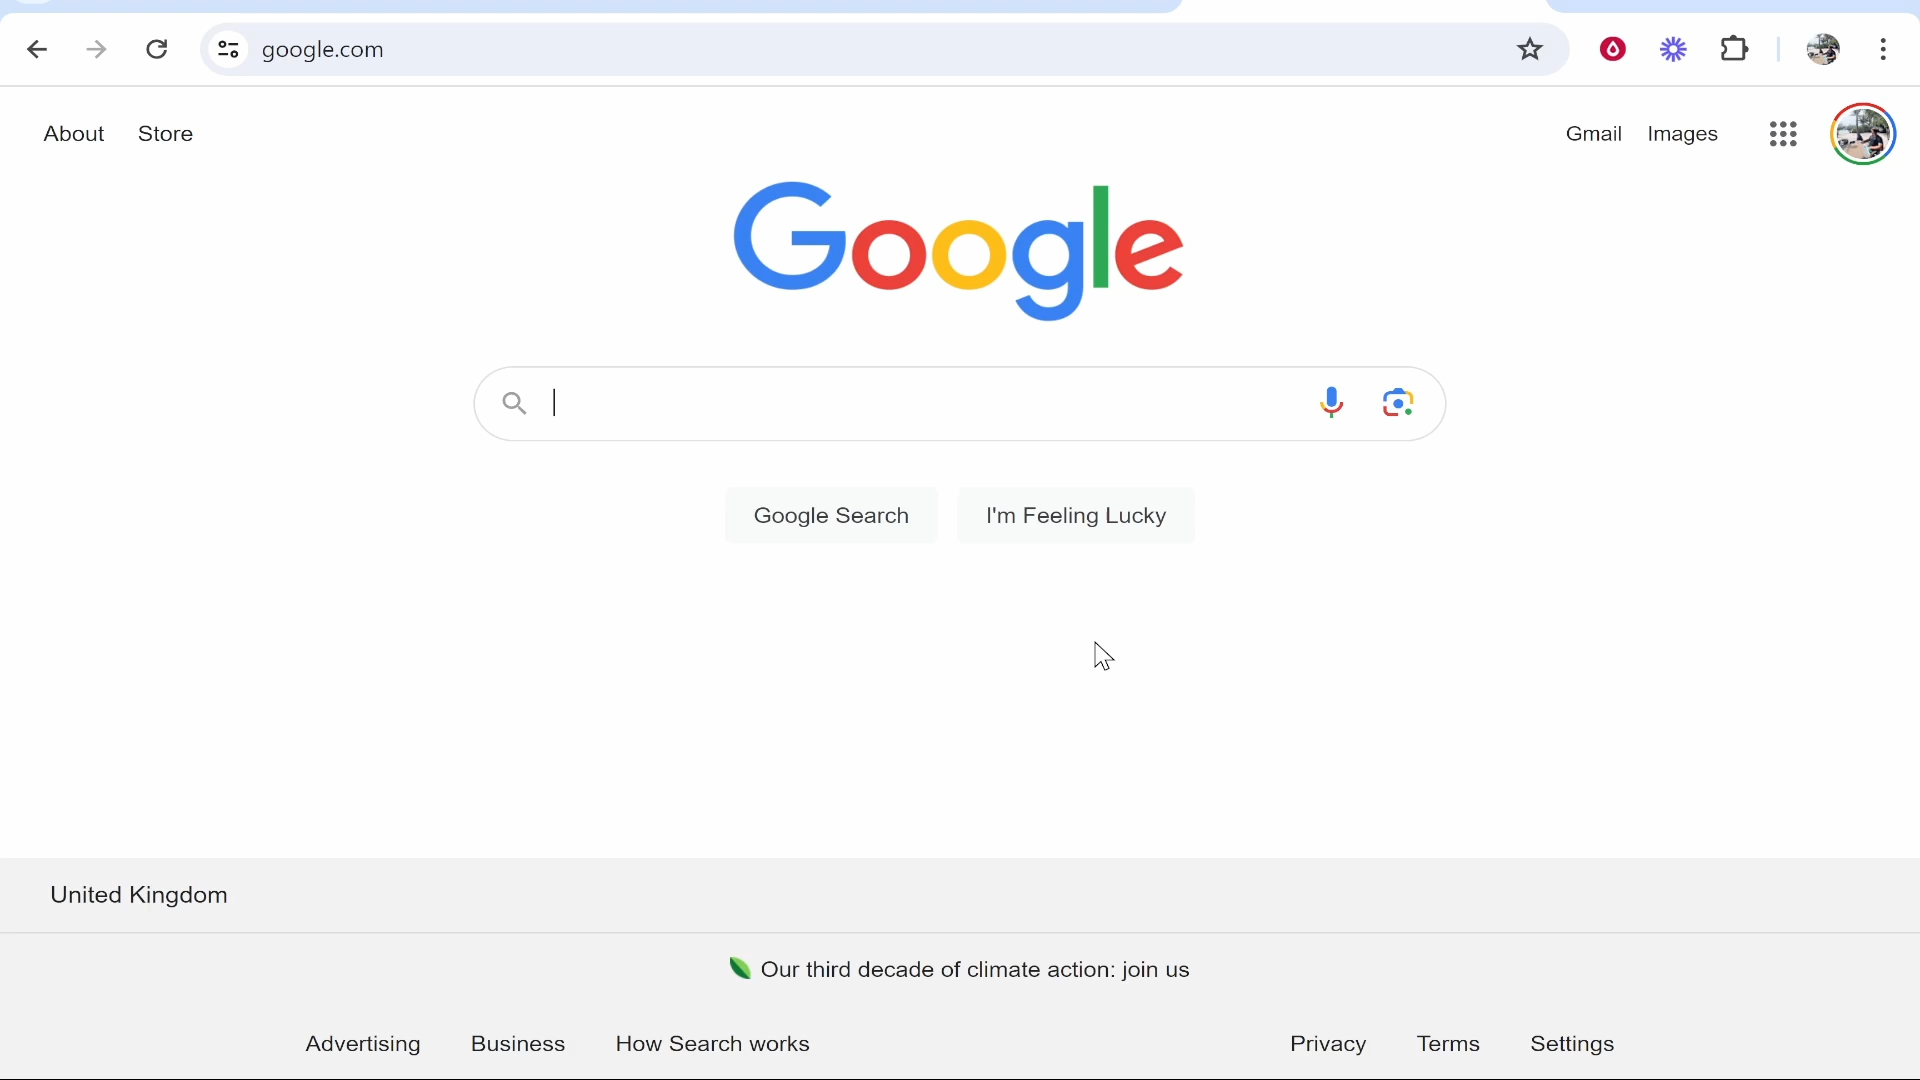 google.com
About Store Gmail Images
Google
Google Search I'm Feeling Lucky
United Kingdom
Our third decade of climate action: join us
Advertising Business How Search works Privacy Terms Settings